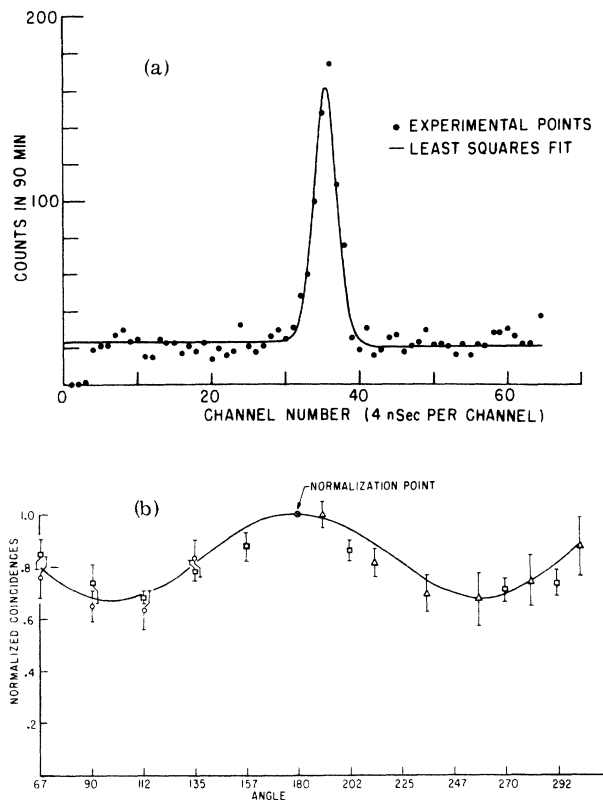 200
(a)
• EXPERIMENTAL POINTS
— LEAST SQUARES FIT
COUNTS IN 90 MIN
100
0 20 40 60
CHANNEL NUMBER (4 nSec PER CHANNEL)
(b)
NORMALIZATION POINT
NORMALIZED COINCIDENCES
1.0
.8
.6
.4
.2
67 90 112 135 157 180 202 225 247 270 292
ANGLE